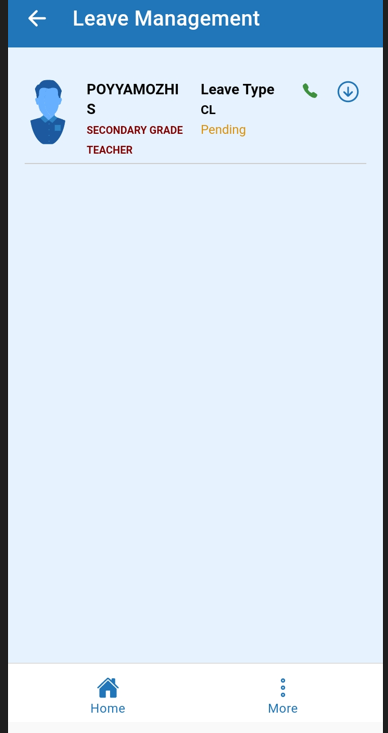 Leave Management
POYYAMOZHI
S
SECONDARY GRADE
TEACHER
Leave Type
CL
Pending
Home
More